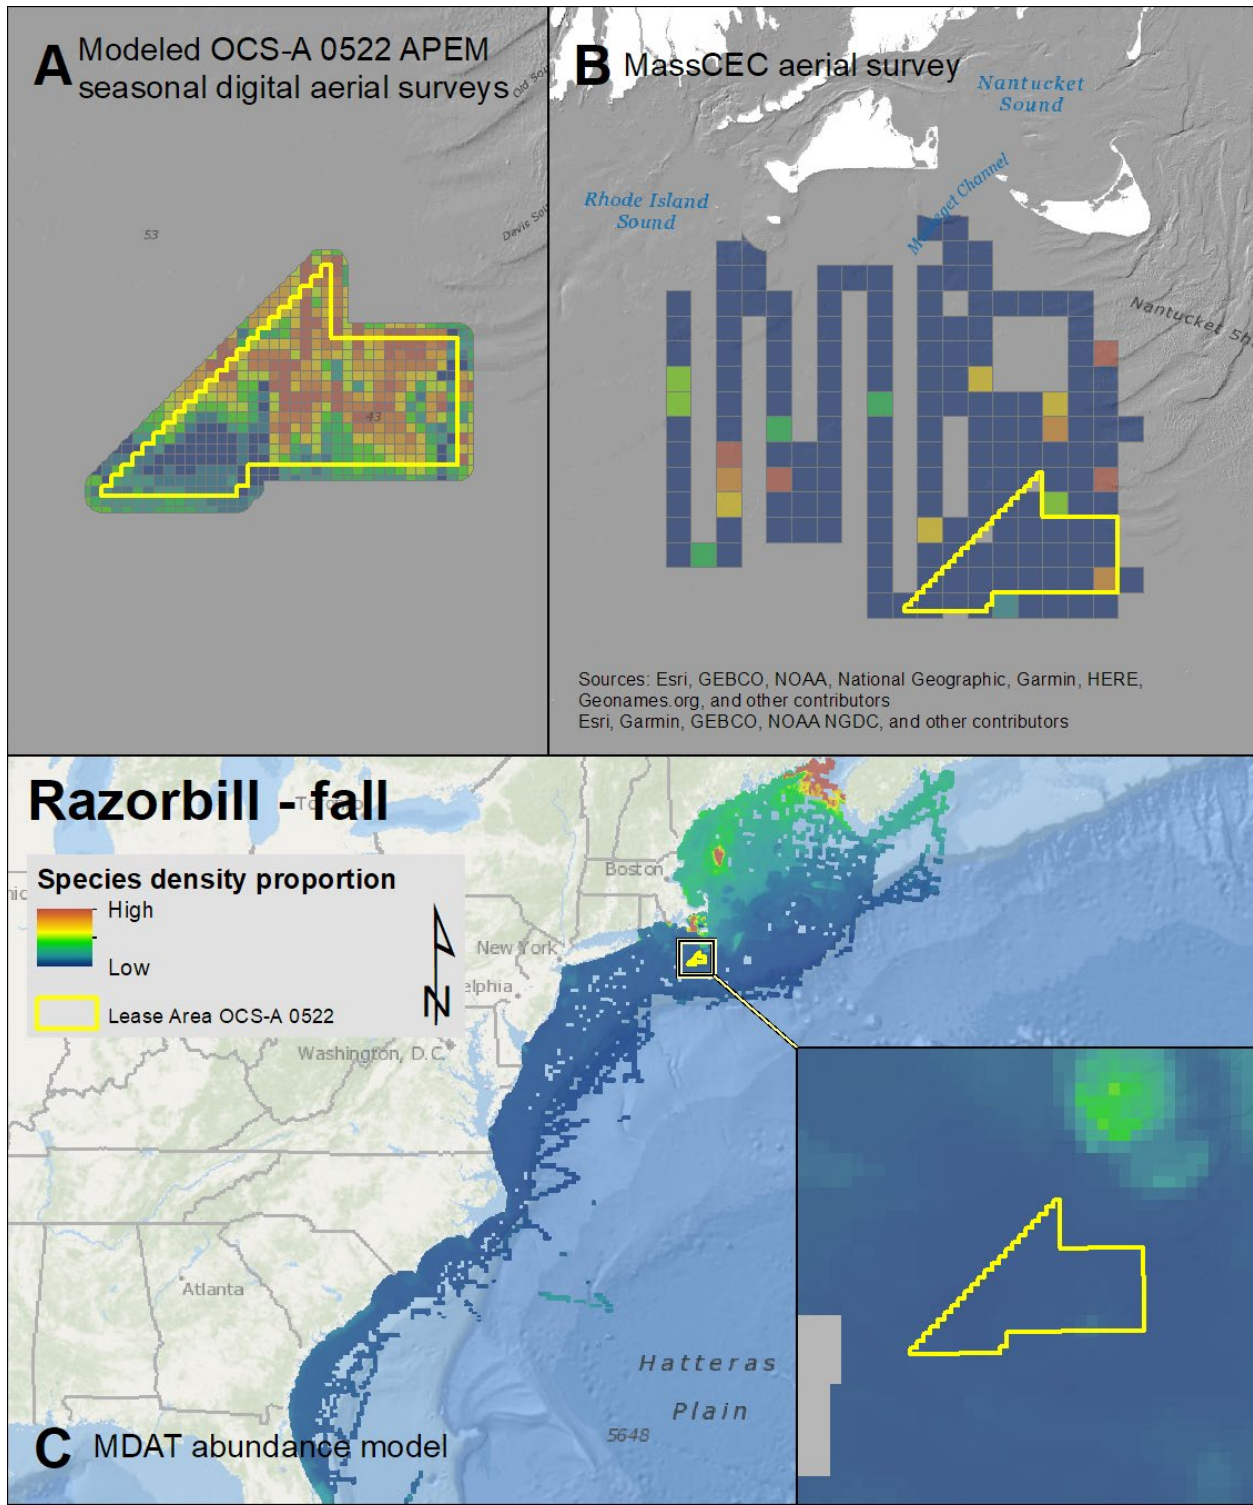 A Modeled OCS-A 0522 APEM
seasonal digital aerial surveys
53
43
B MassCEC aerial survey
Nantucket
Sound
Rhode Island
Sound
Channel
Nantucket
Sources: Esri, GEBCO, NOAA, National Geographic, Garmin, HERE,
Geonames.org, and other contributors
Esri, Garmin, GEBCO, NOAA NGDC, and other contributors
Razorbill - fall
Species density proportion
High
Low
Lease Area OCS-A 0522
N
Boston
New York
elphia
Washington, D.C.
Atlanta
Hatteras
Plain
5648
C MDAT abundance model